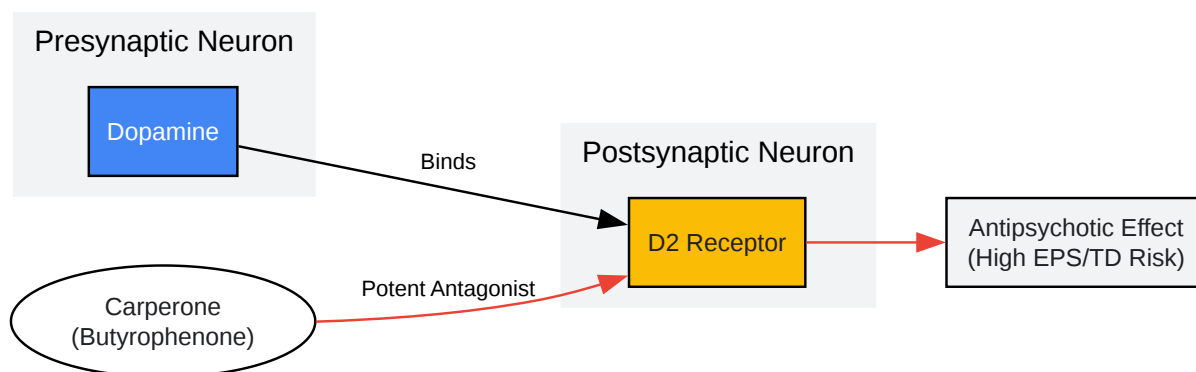 Presynaptic Neuron
Dopamine
Binds
Postsynaptic Neuron
D2 Receptor
Antipsychotic Effect
(High EPS/TD Risk)
Potent Antagonist
Carperone
(Butyrophenone)